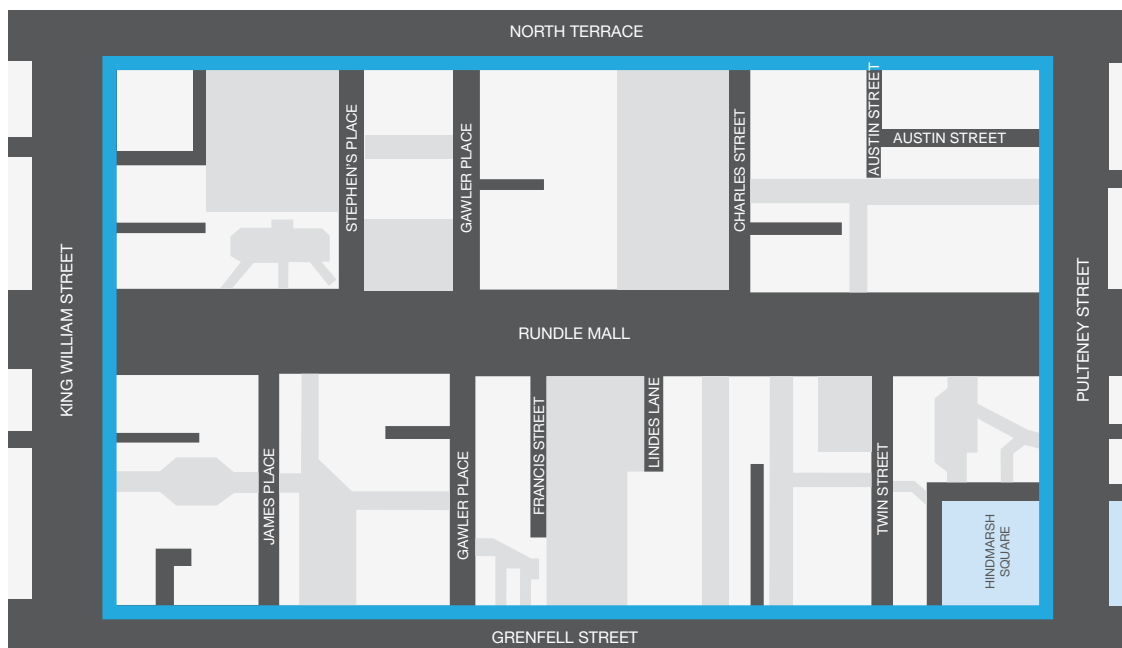 NORTH TERRACE
STEPHEN'S PLACE
GAWLER PLACE
CHARLES STREET
AUSTIN STREET
AUSTIN STREET
KING WILLIAM STREET
RUNDLE MALL
PULTENEY STREET
JAMES PLACE
GAWLER PLACE
FRANCIS STREET
LINDES LANE
TWIN STREET
HINDMARSH
SQUARE
GRENFELL STREET